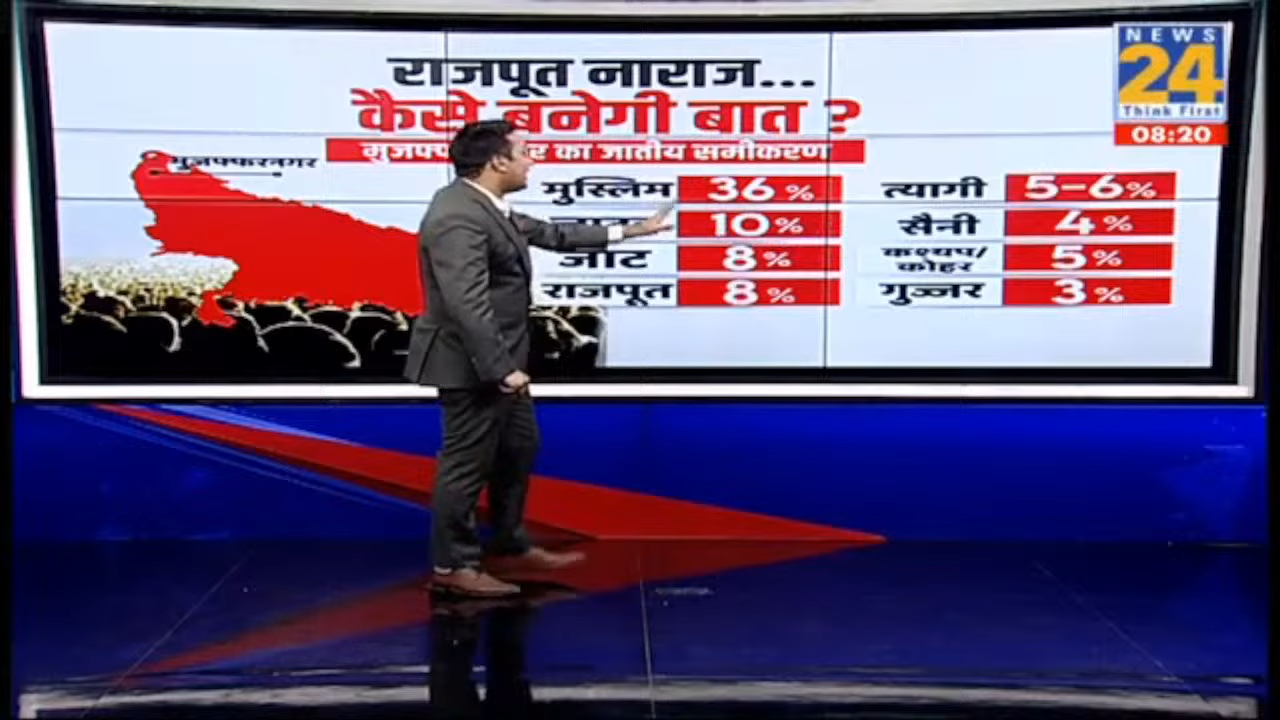 राजपूत नाराज...
कैसे बनेगी बात ?
का जातीय समीकरण
मुजफ्फरनगर
मुस्लिम 36%
10%
जाट 8%
राजपूत 8%
त्यागी 5-6%
सैनी 4%
कश्यप/
कोहर 5%
गुज्जर 3%
NEWS
24
Think First
08:20